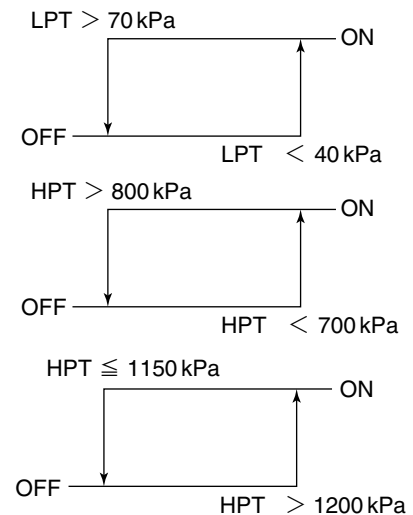 LPT > 70 kPa
ON
OFF
LPT < 40 kPa
HPT > 800 kPa
ON
OFF
HPT < 700 kPa
HPT ≦ 1150 kPa
ON
OFF
HPT > 1200 kPa